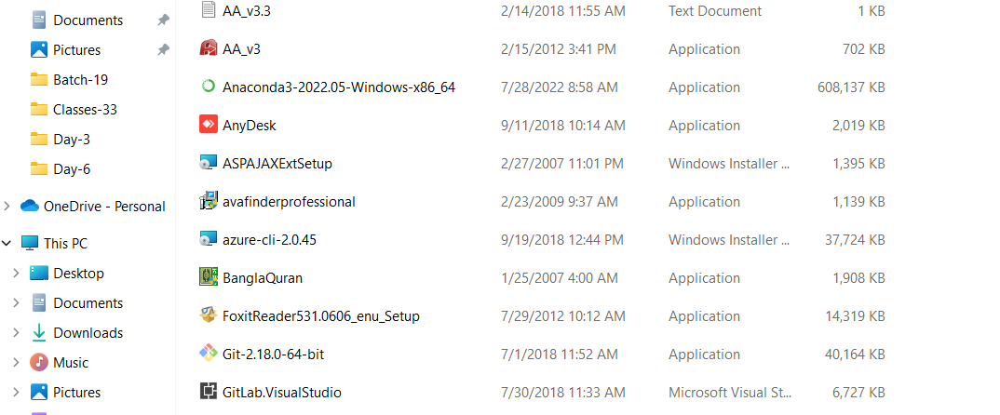 Documents
Pictures
Batch-19
Classes-33
Day-3
Day-6
OneDrive - Personal
This PC
Desktop
Documents
Downloads
Music
Pictures
AA_v3.3 2/14/2018 11:55 AM Text Document 1 KB
AA_v3 2/15/2012 3:41 PM Application 702 KB
Anaconda3-2022.05-Windows-x86_64 7/28/2022 8:58 AM Application 608,137 KB
AnyDesk 9/11/2018 10:14 AM Application 2,019 KB
ASPAJAXExtSetup 2/27/2007 11:01 PM Windows Installer ... 1,395 KB
avafinderprofessional 2/23/2009 9:37 AM Application 1,139 KB
azure-cli-2.0.45 9/19/2018 12:44 PM Windows Installer ... 37,724 KB
BanglaQuran 1/25/2007 4:00 AM Application 1,908 KB
FoxitReader531.0606_enu_Setup 7/29/2012 10:12 AM Application 14,319 KB
Git-2.18.0-64-bit 7/1/2018 11:52 AM Application 40,164 KB
GitLab.VisualStudio 7/30/2018 11:33 AM Microsoft Visual St... 6,727 KB